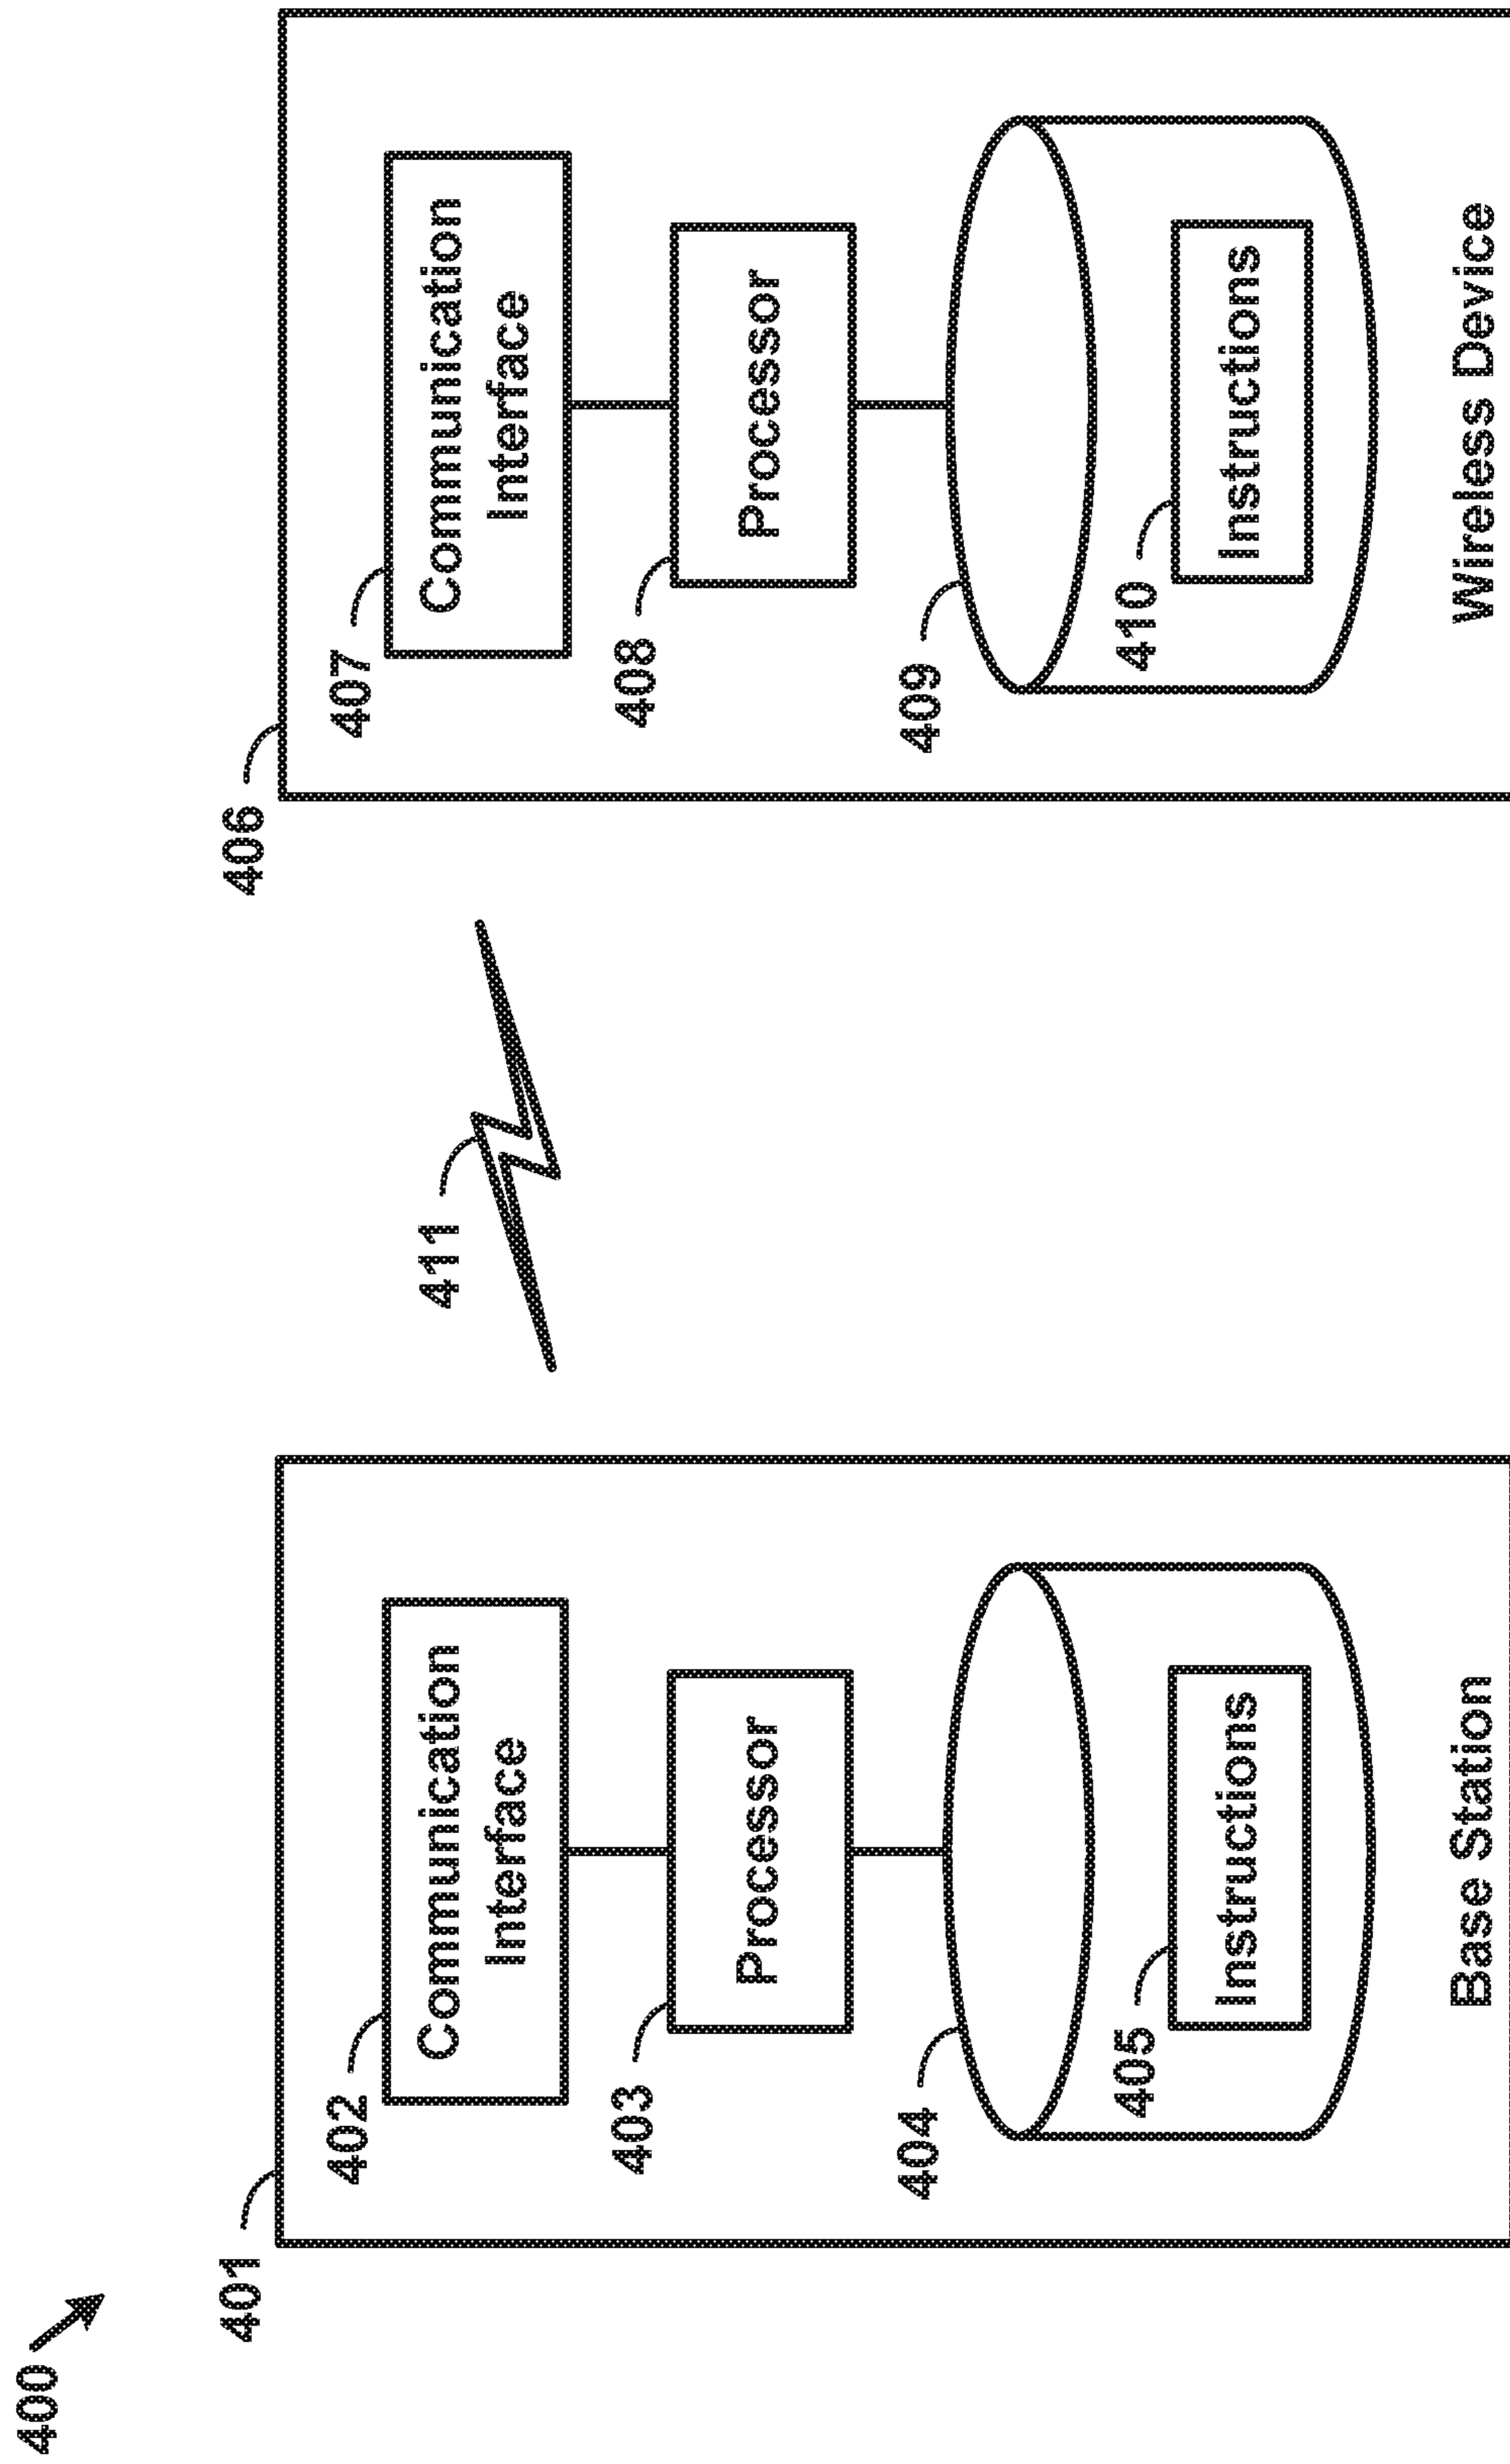 400
401
402
Communication
Interface
403
Processor
404
405
Instructions
Base Station
411
406
407
Communication
Interface
408
Processor
409
410
Instructions
Wireless Device